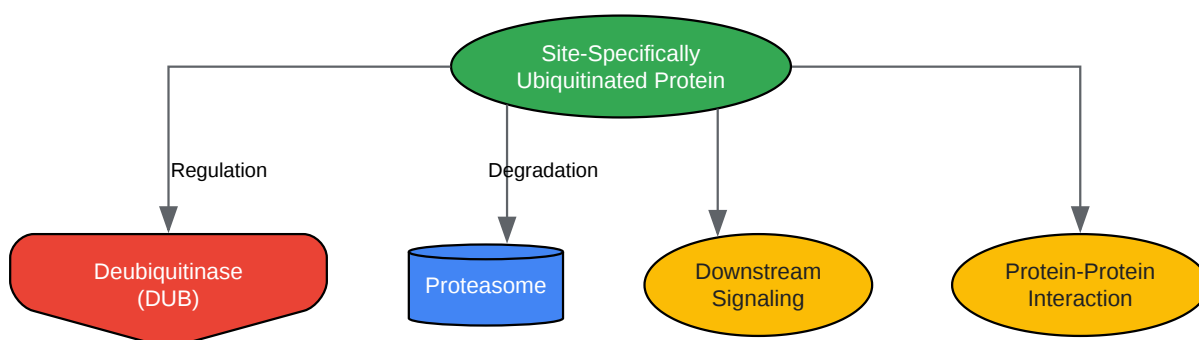 Site-Specifically
Ubiquitinated Protein
Regulation
Degradation
Deubiquitinase
(DUB)
Proteasome
Downstream
Signaling
Protein-Protein
Interaction